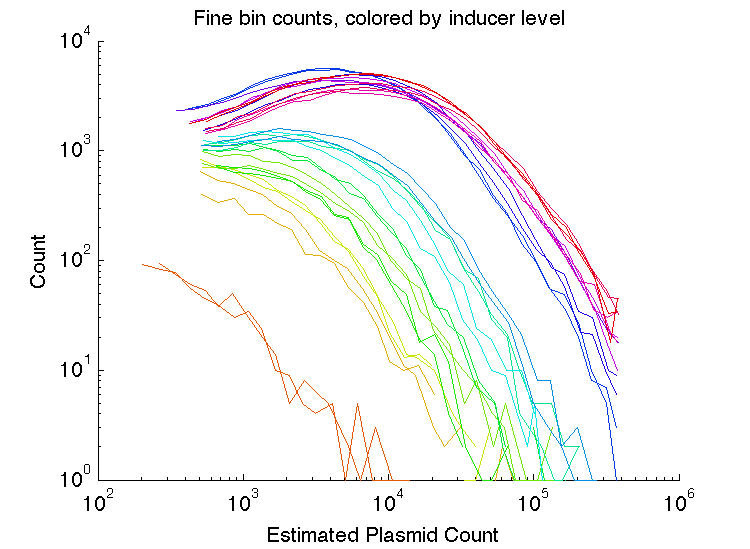 Fine bin counts, colored by inducer level
10^4
10^3
10^2
10^1
10^0
Count
10^2 10^3 10^4 10^5 10^6
Estimated Plasmid Count